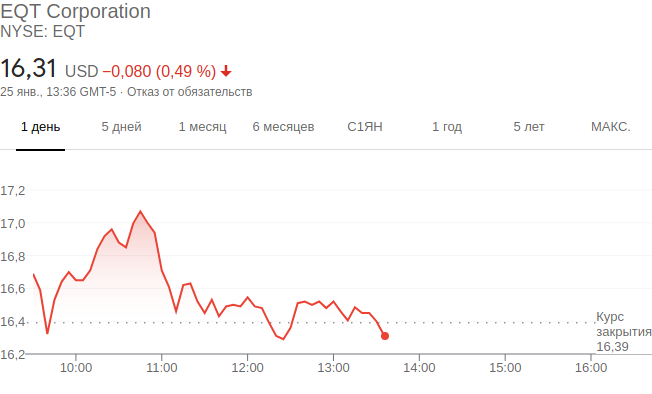 EQT Corporation
NYSE: EQT
16,31 USD −0,080 (0,49 %)
25 янв., 13:36 GMT-5 · Отказ от обязательств
1 день 5 дней 1 месяц 6 месяцев С1ЯН 1 год 5 лет МАКС.
17,2
17,0
16,8
16,6
16,4
Курс
закрытия
16,39
16,2
10:00 11:00 12:00 13:00 14:00 15:00 16:00